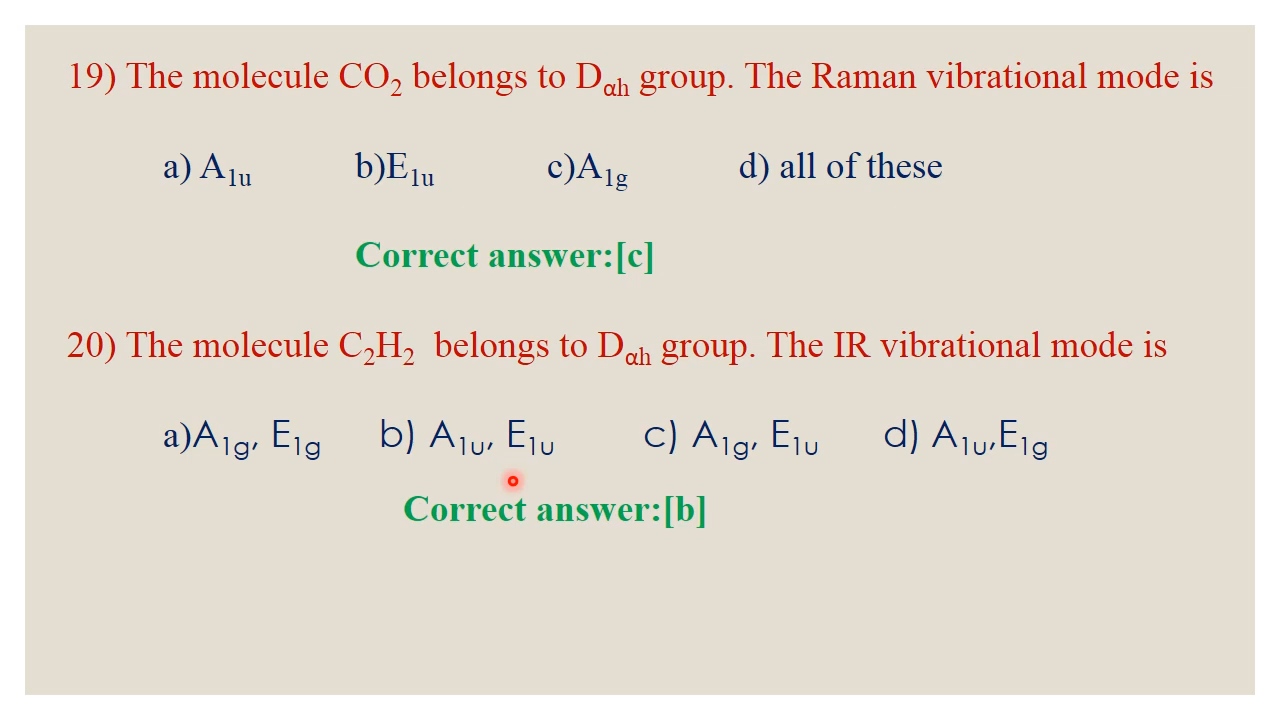 19) The molecule CO₂ belongs to Dαh group. The Raman vibrational mode is
a) A1u b)E1u c)A1g d) all of these
Correct answer:[c]
20) The molecule C₂H₂ belongs to Dαh group. The IR vibrational mode is
a)A1g, E1g b) A1u, E1u c) A1g, E1u d) A1u,E1g
Correct answer:[b]